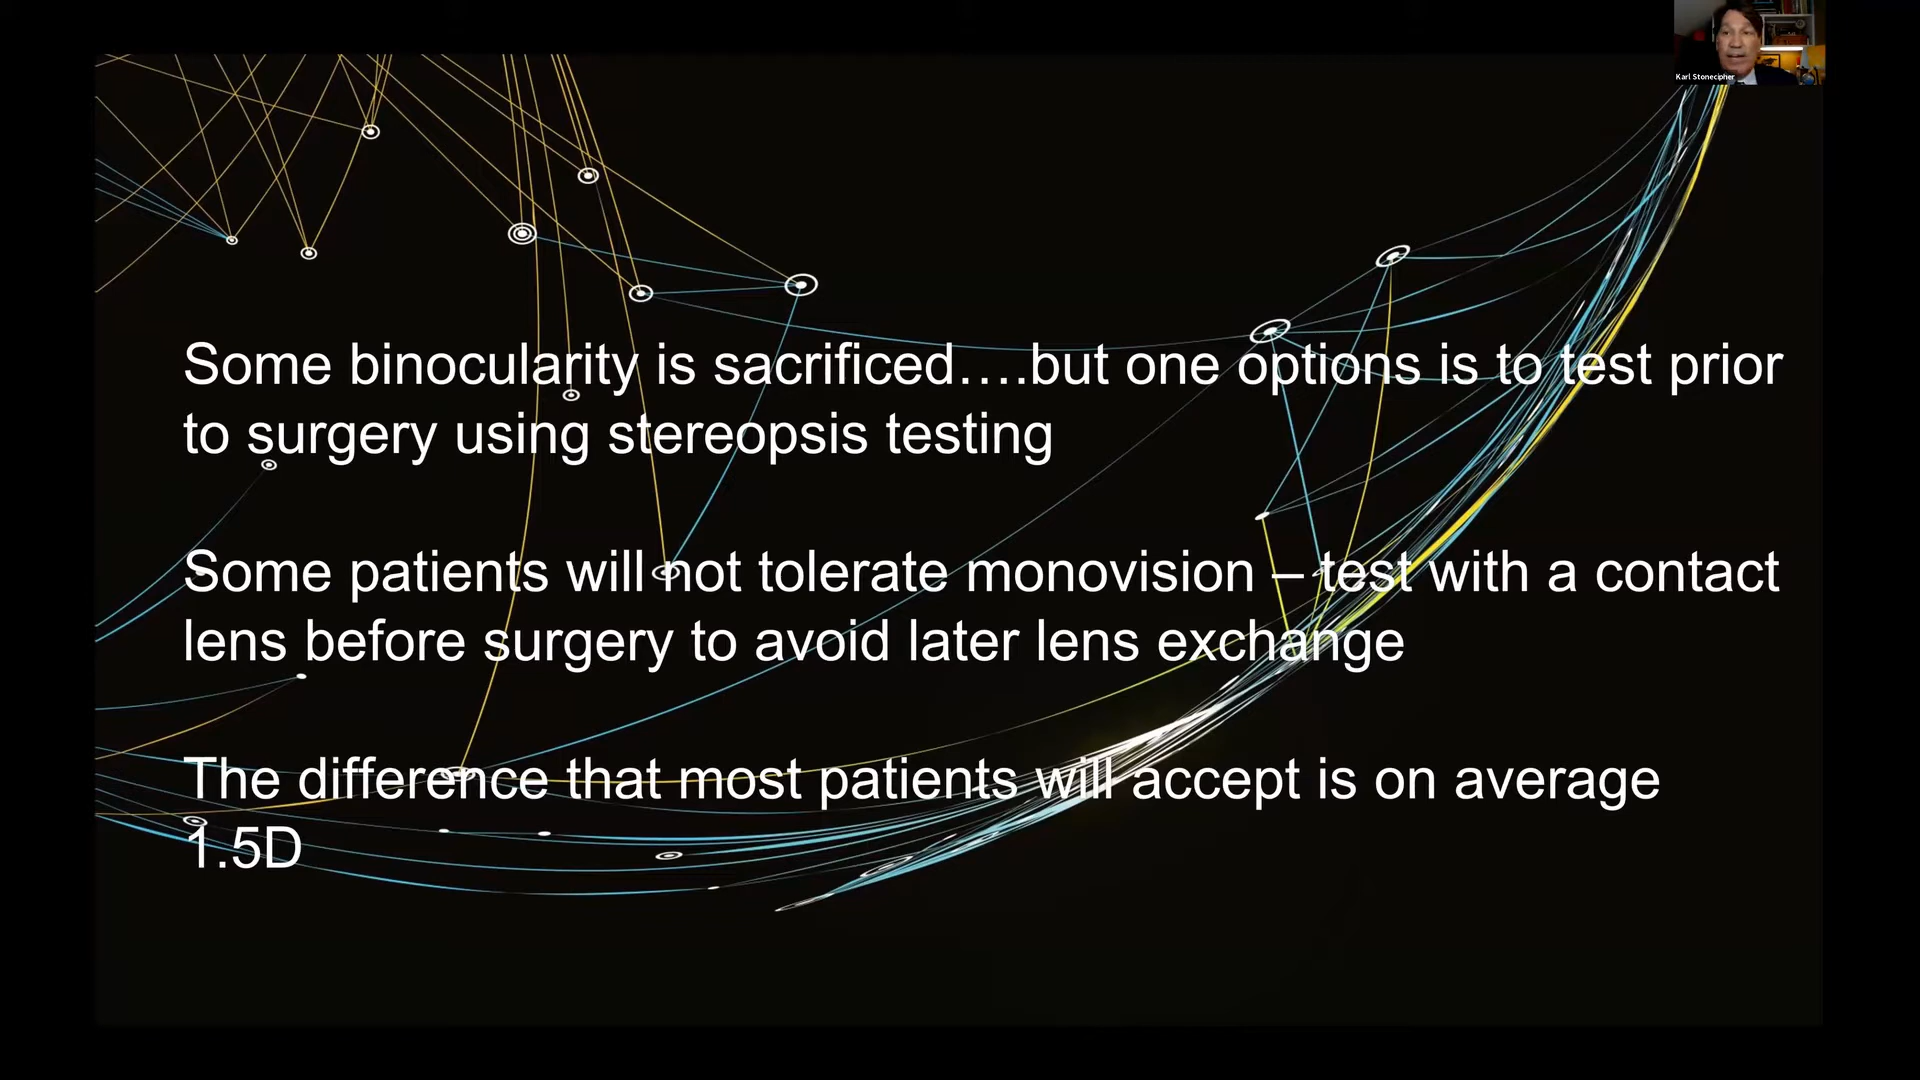 Karl Stonecipher
Some binocularity is sacrificed….but one options is to test prior
to surgery using stereopsis testing
Some patients will not tolerate monovision – test with a contact
lens before surgery to avoid later lens exchange
The difference that most patients will accept is on average
1.5D